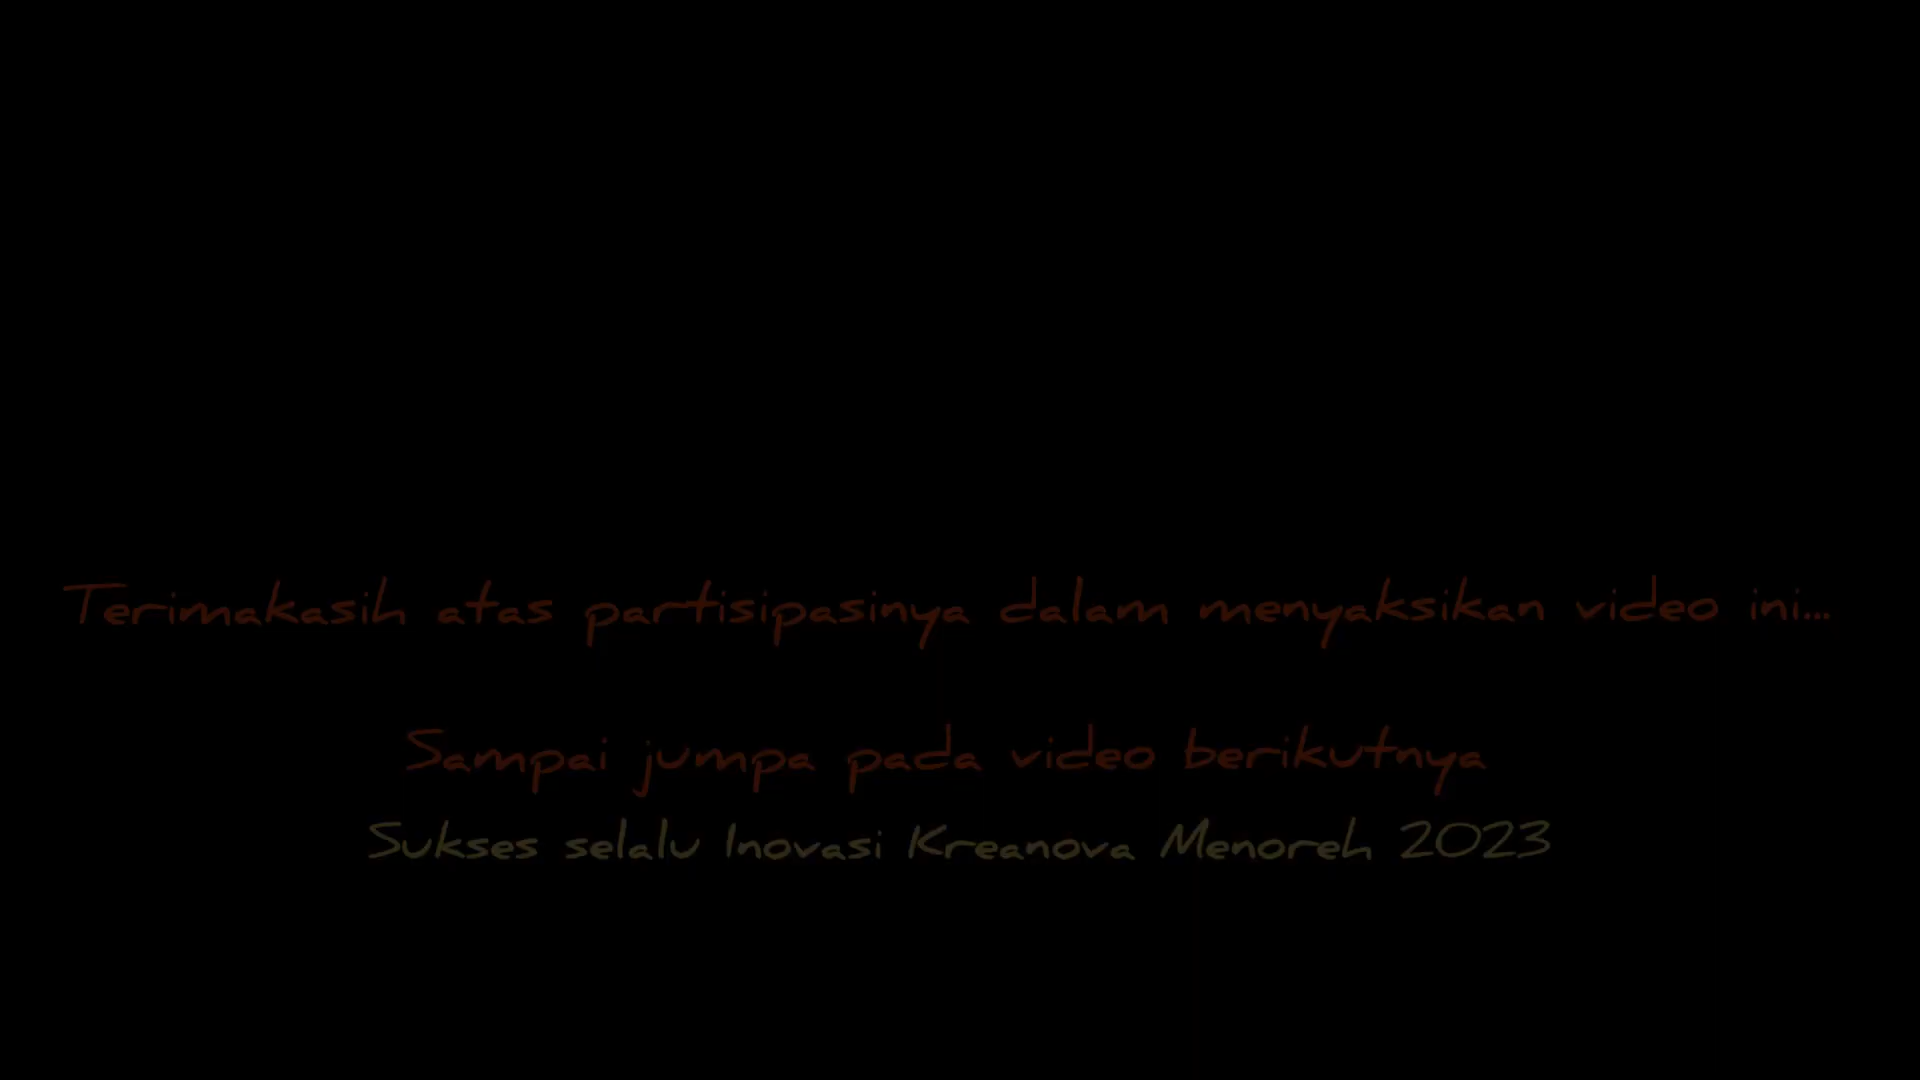 Terimakasih atas partisipasinya dalam menyaksikan video ini...
Sampai jumpa pada video berikutnya
Sukses selalu Inovasi Kreanova Menoreh 2023